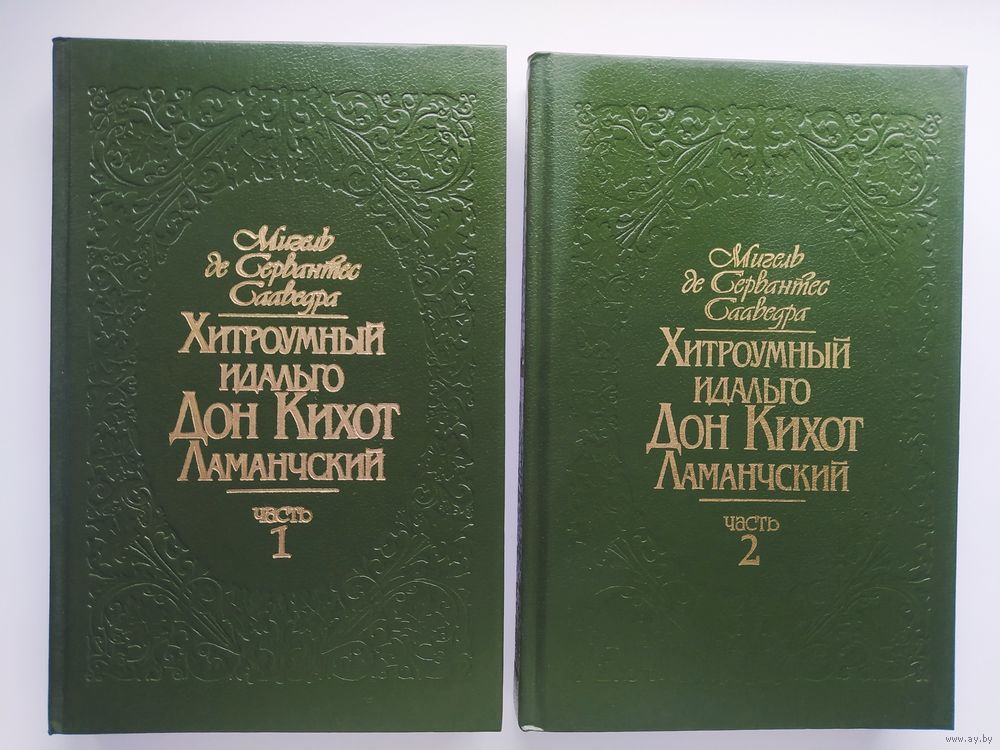 Мигель
де Сервантес
Сааведра
Хитроумный
идальго
Дон Кихот
Ламанчский
часть
1
Мигель
де Сервантес
Сааведра
Хитроумный
идальго
Дон Кихот
Ламанчский
часть
2
www.ay.by